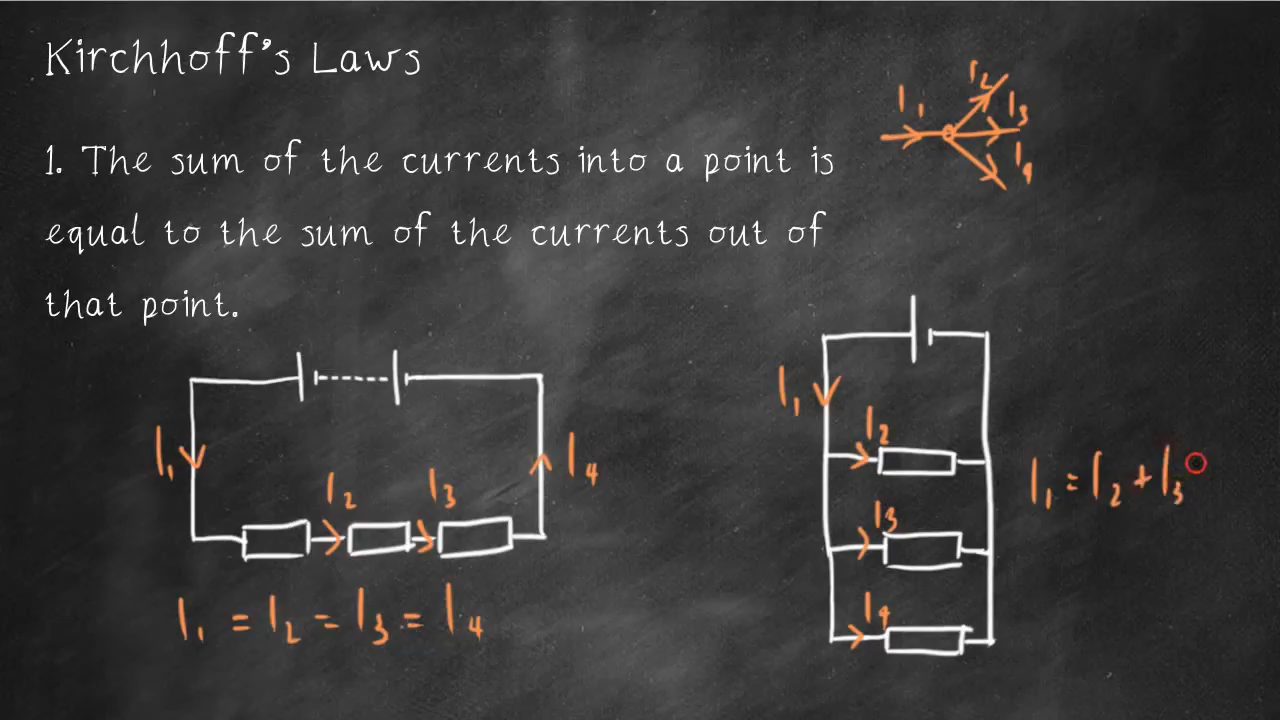 Kirchhoff's Laws
1. The sum of the currents into a point is
equal to the sum of the currents out of
that point.
I₁
I₂
I₃
I₄
I₁
I₂
I₃
I₄
I₁ = I₂ = I₃ = I₄
I₁
I₂
I₃
I₄
I₁ = I₂ + I₃